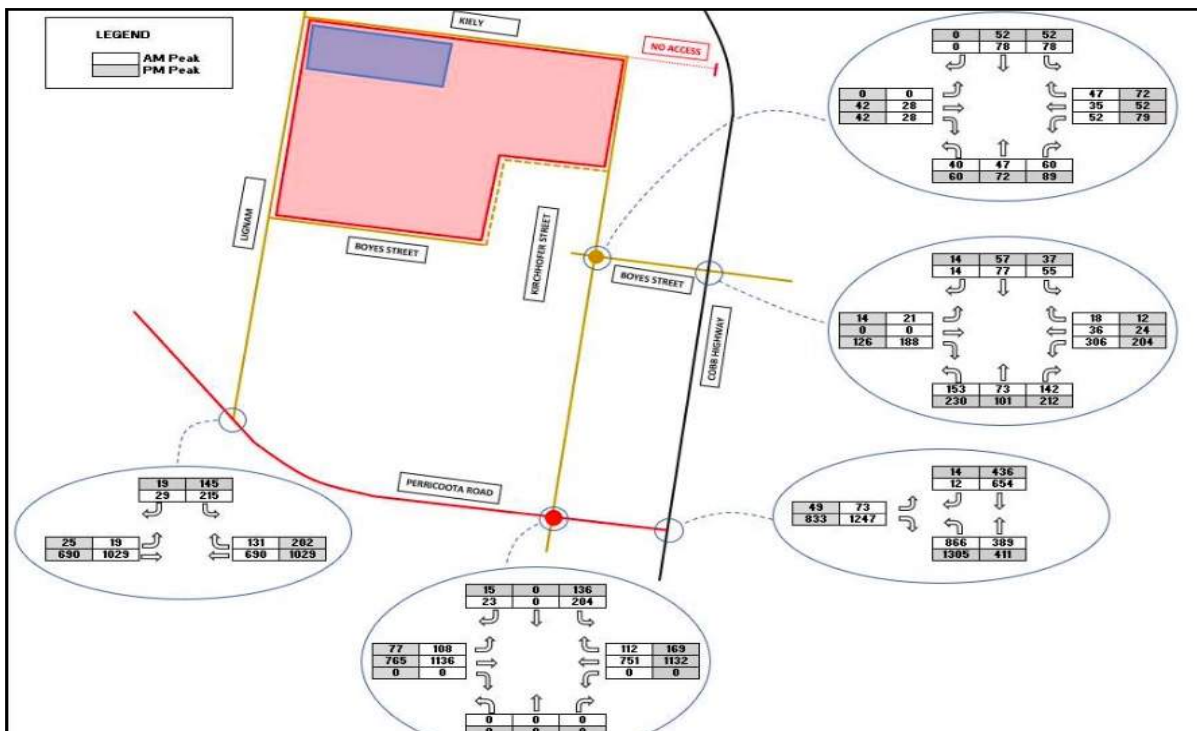 LEGEND
AM Peak
PM Peak
KIELY
NO ACCESS
LIGNAM
BOYES STREET
KIRCHHOFER STREET
BOYES STREET
COBB HIGHWAY
PERRICOOTA ROAD
0 52 52
0 78 78
0 0
42 28
42 28
47 72
35 52
52 79
40 47 60
60 72 89
14 57 37
14 77 55
14 21
0 0
126 188
18 12
36 24
306 204
153 73 142
230 101 212
14 436
12 654
49 73
833 1247
866 389
1305 411
19 145
29 215
25 19
690 1029
131 202
690 1029
15 0 136
23 0 204
77 108
765 1136
0 0
112 169
751 1132
0 0
0 0 0